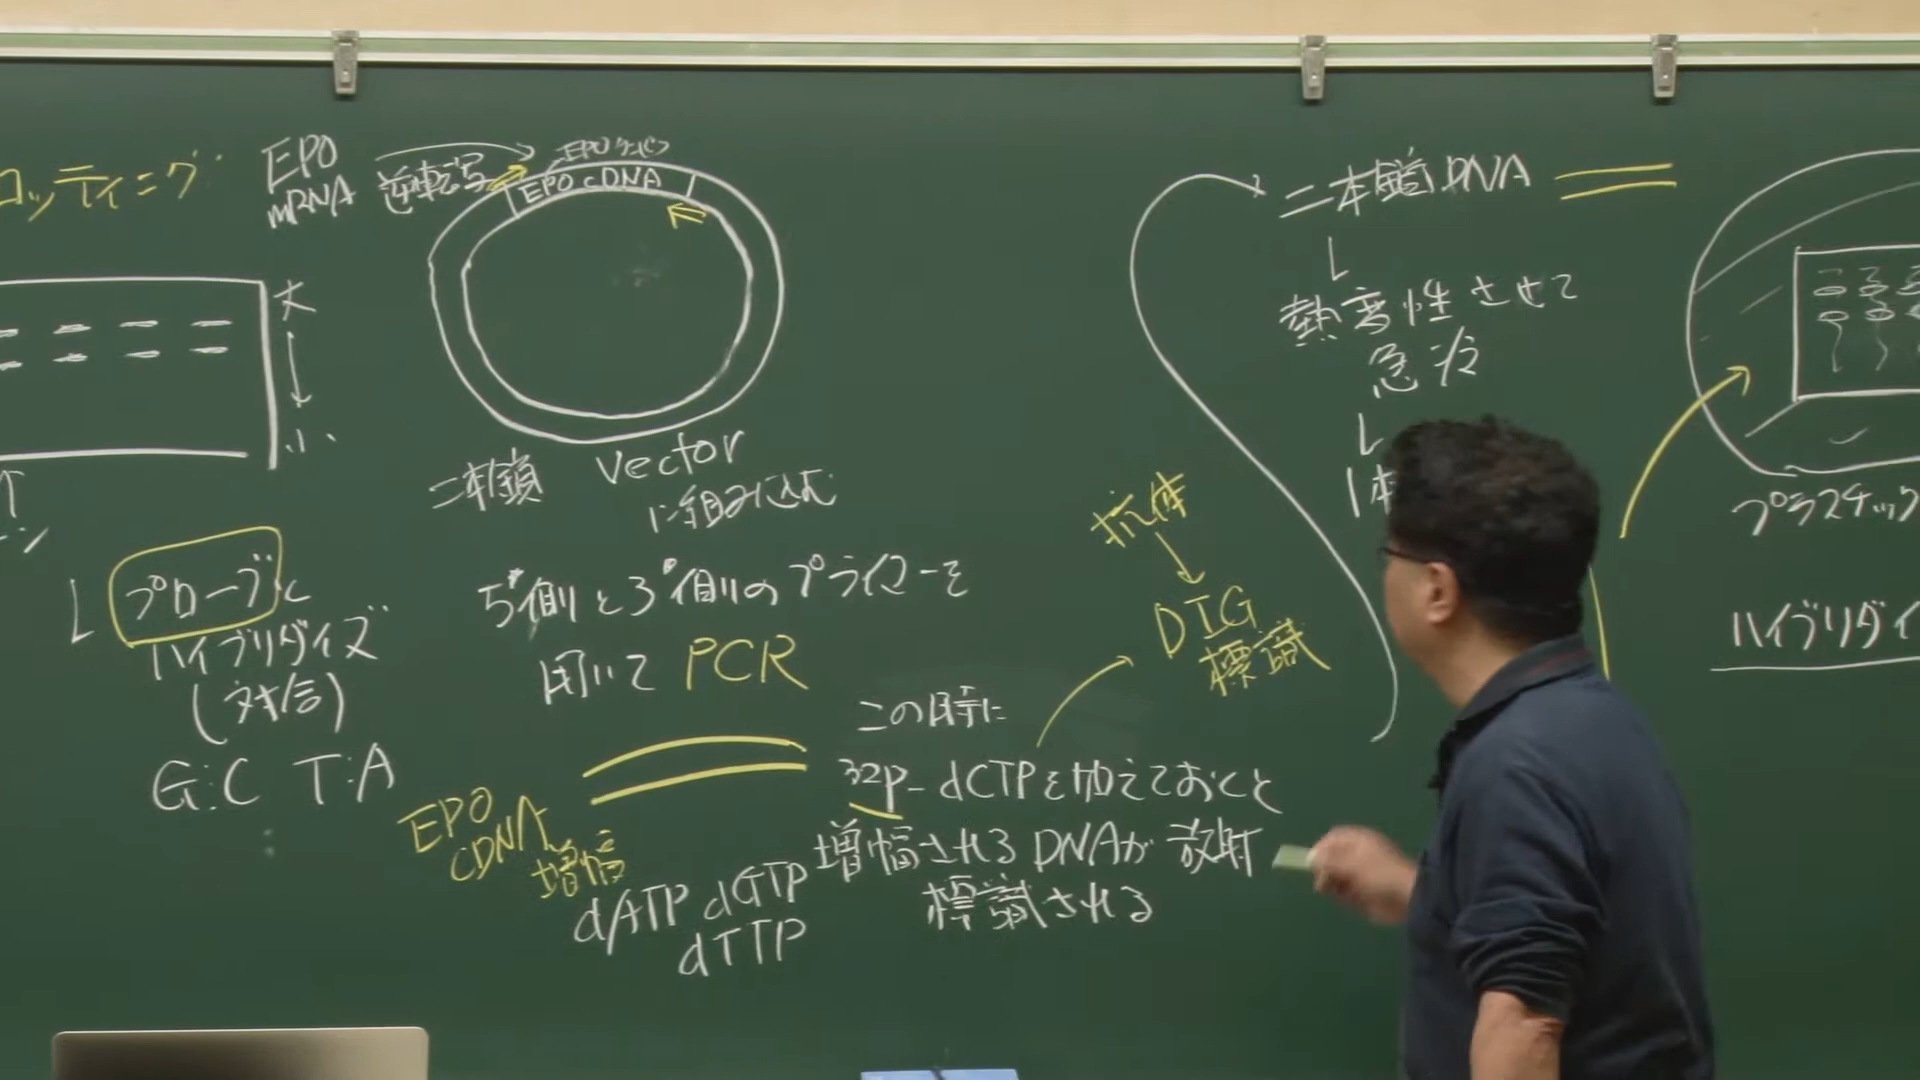 ロッティング
大
小
プローブと
ハイブリダイズ
(対合)
G:C T:A
EPO
mRNA
逆転写
EPO cDNA
二本鎖 vector
に組み込む
5'側と3'側のプライマーを
用いて PCR
EPO
CDNA
増幅
dATP dGTP
dTTP
この時に
32P-dCTPを加えておくと
増幅されるDNAが放射
標識される
抗体
DIG
標識
二本鎖DNA
熱変性させて
急冷
1本
プラスチック
ハイブリダイ